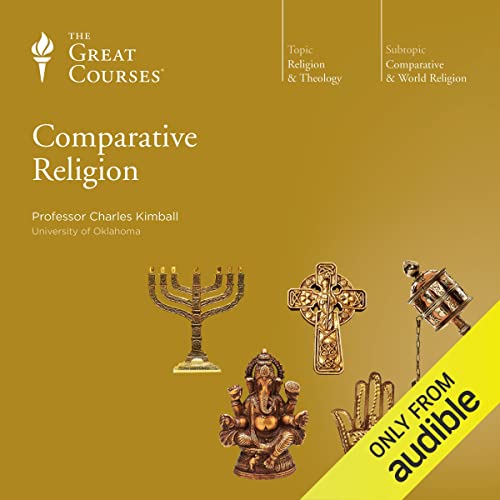 THE
GREAT
COURSES®
Topic
Religion
& Theology
Subtopic
Comparative
& World Religion
Comparative
Religion
Professor Charles Kimball
University of Oklahoma
ONLY FROM
audible